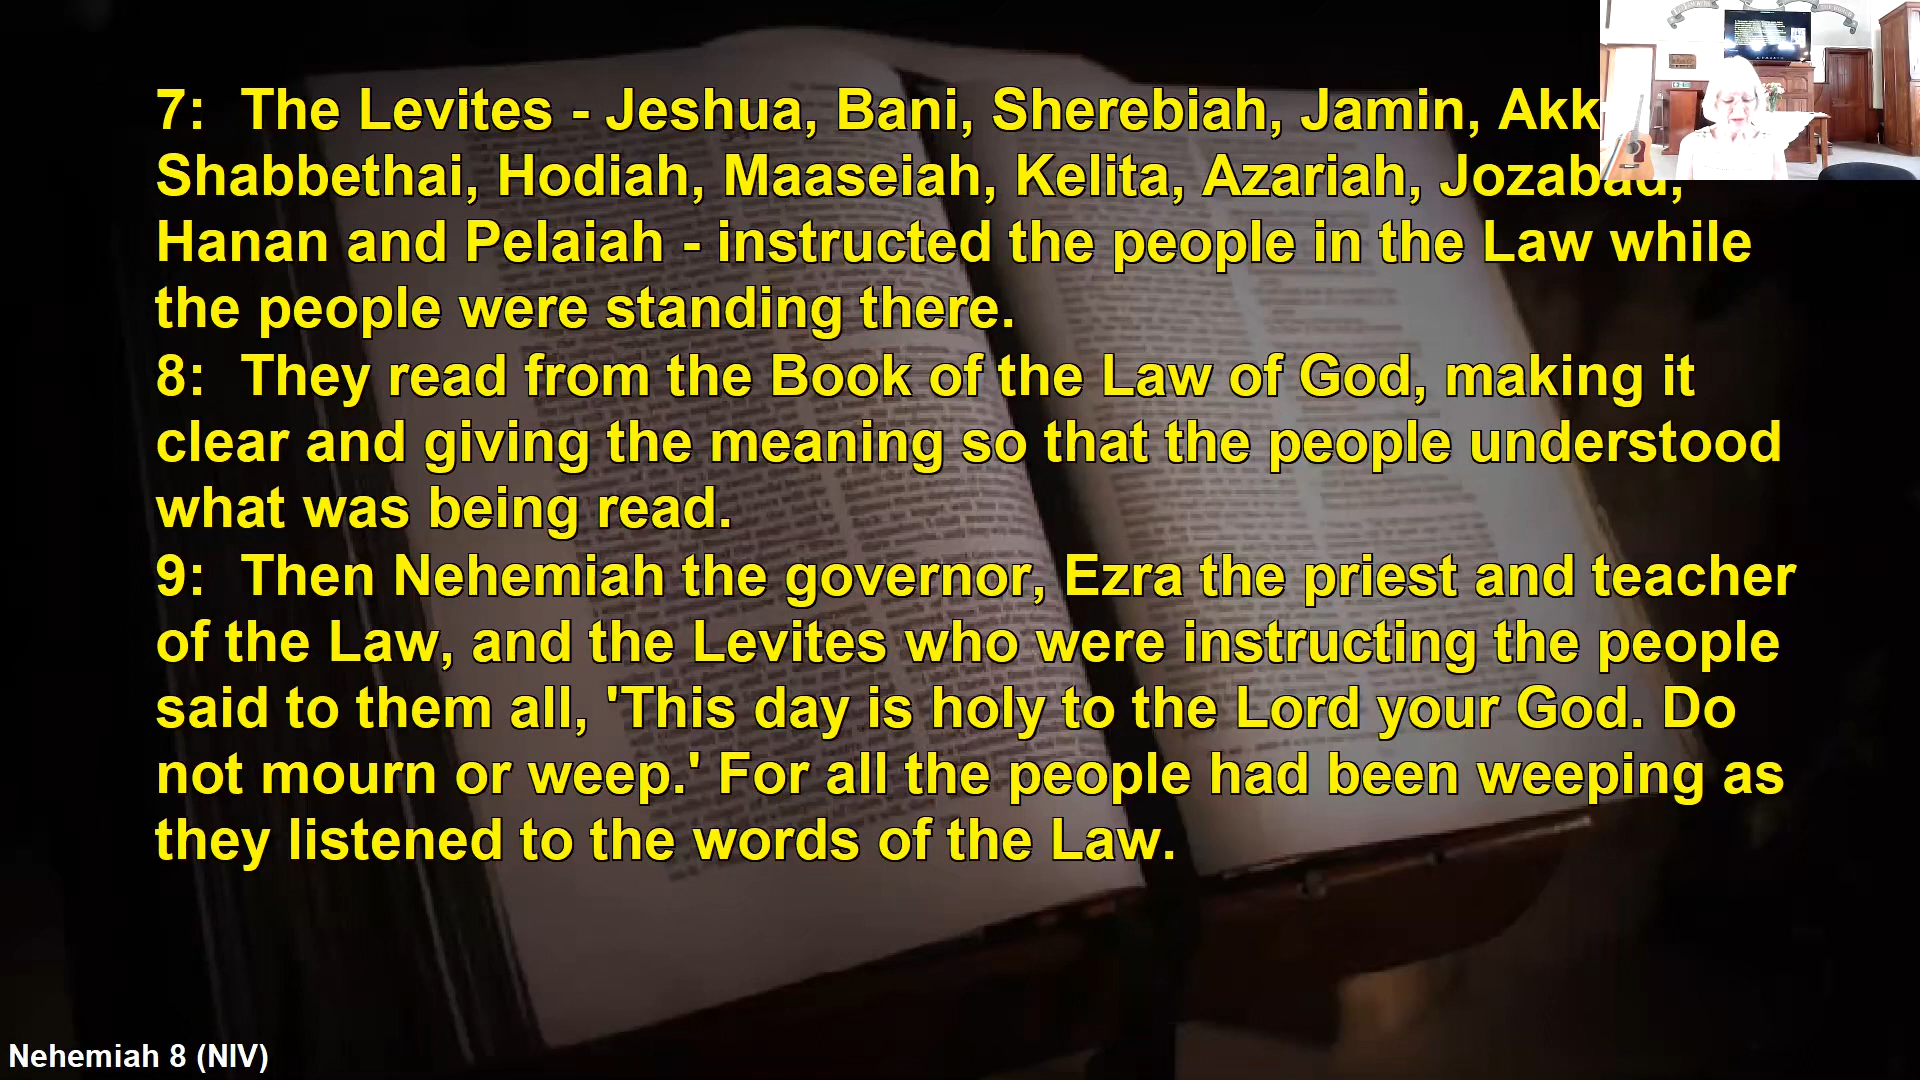 7: The Levites - Jeshua, Bani, Sherebiah, Jamin,
Shabbethai, Hodiah, Maaseiah, Kelita, Azariah, Jozabad,
Hanan and Pelaiah - instructed the people in the Law while
the people were standing there.
8: They read from the Book of the Law of God, making it
clear and giving the meaning so that the people understood
what was being read.
9: Then Nehemiah the governor, Ezra the priest and teacher
of the Law, and the Levites who were instructing the people
said to them all, 'This day is holy to the Lord your God. Do
not mourn or weep.' For all the people had been weeping as
they listened to the words of the Law.
Nehemiah 8 (NIV)